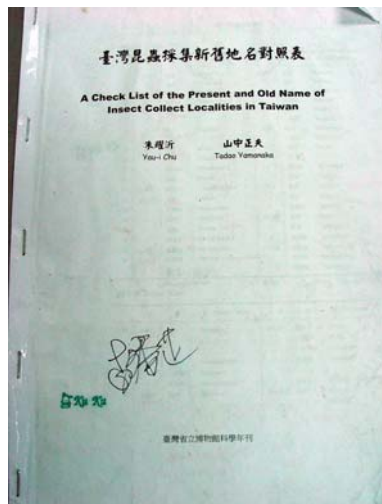 臺灣昆蟲採集新舊地名對照表
A Check List of the Present and Old Name of
Insect Collect Localities in Taiwan
朱耀沂 山中正夫
Yau-i Chu Tadao Yamanaka
臺灣省立博物館科學年刊